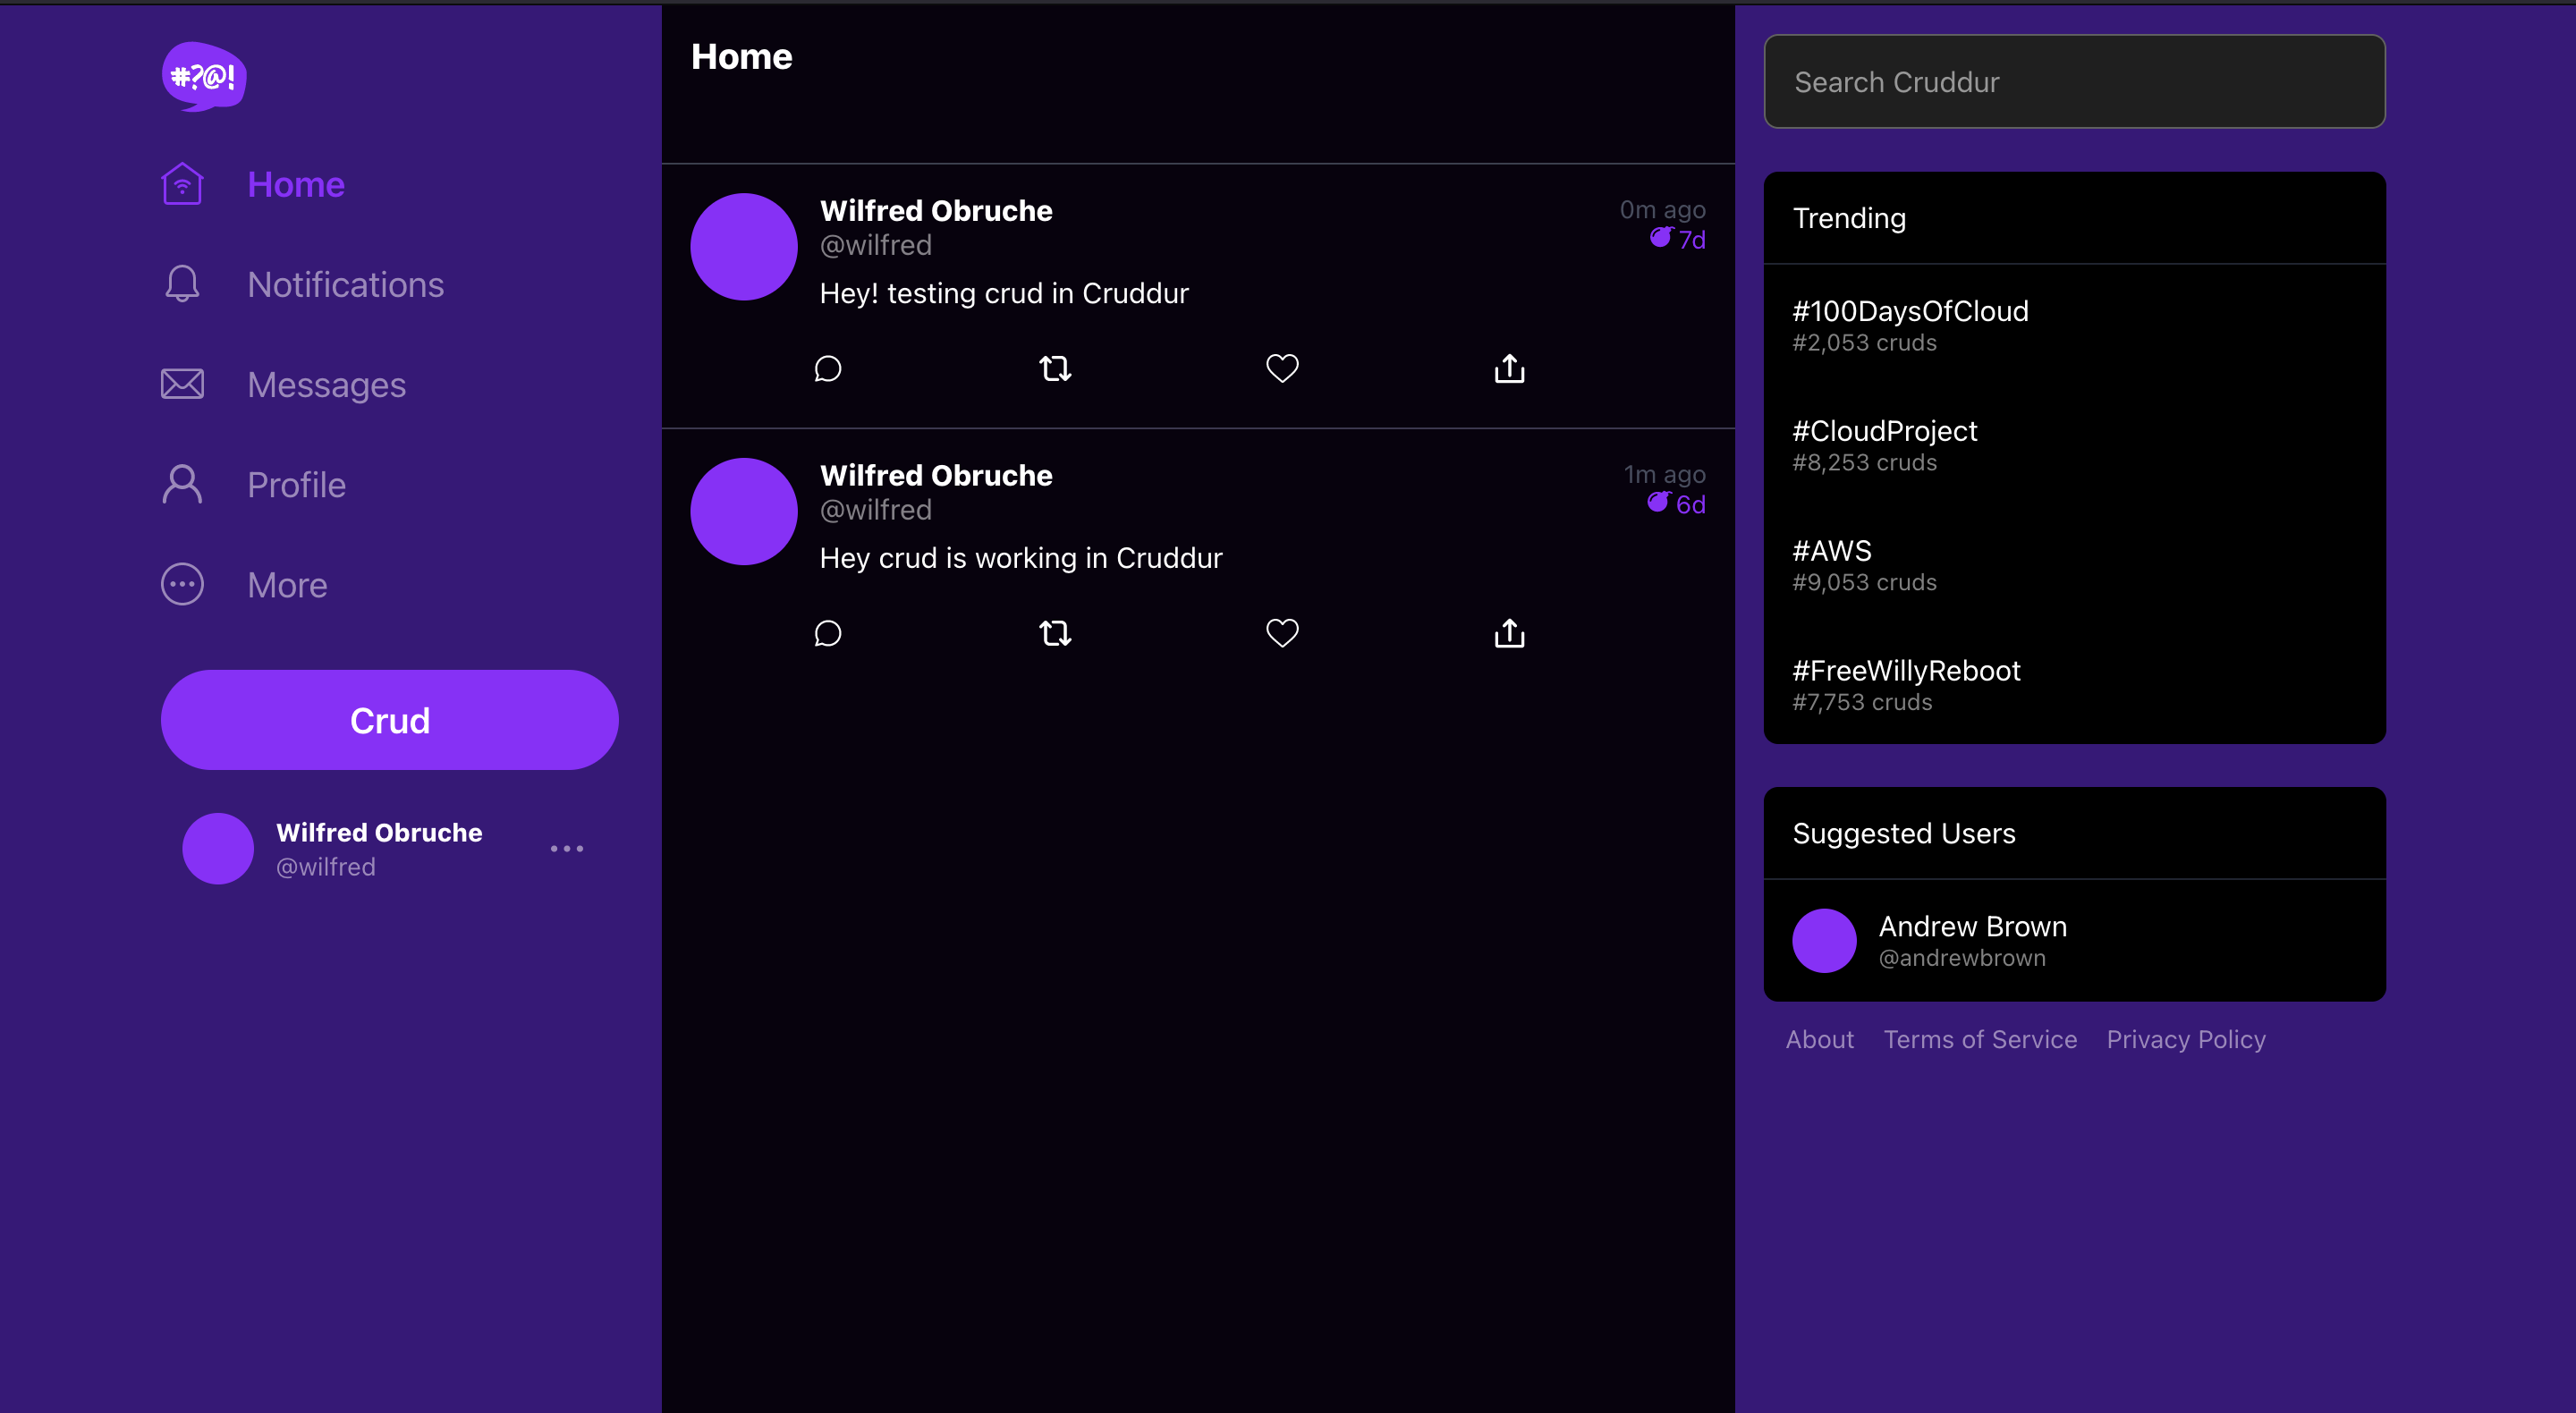 #?@!
Home
Notifications
Messages
Profile
More
Crud
Wilfred Obruche
@wilfred
Home
Wilfred Obruche
@wilfred
0m ago
7d
Hey! testing crud in Cruddur
Wilfred Obruche
@wilfred
1m ago
6d
Hey crud is working in Cruddur
Search Cruddur
Trending
#100DaysOfCloud
#2,053 cruds
#CloudProject
#8,253 cruds
#AWS
#9,053 cruds
#FreeWillyReboot
#7,753 cruds
Suggested Users
Andrew Brown
@andrewbrown
About Terms of Service Privacy Policy